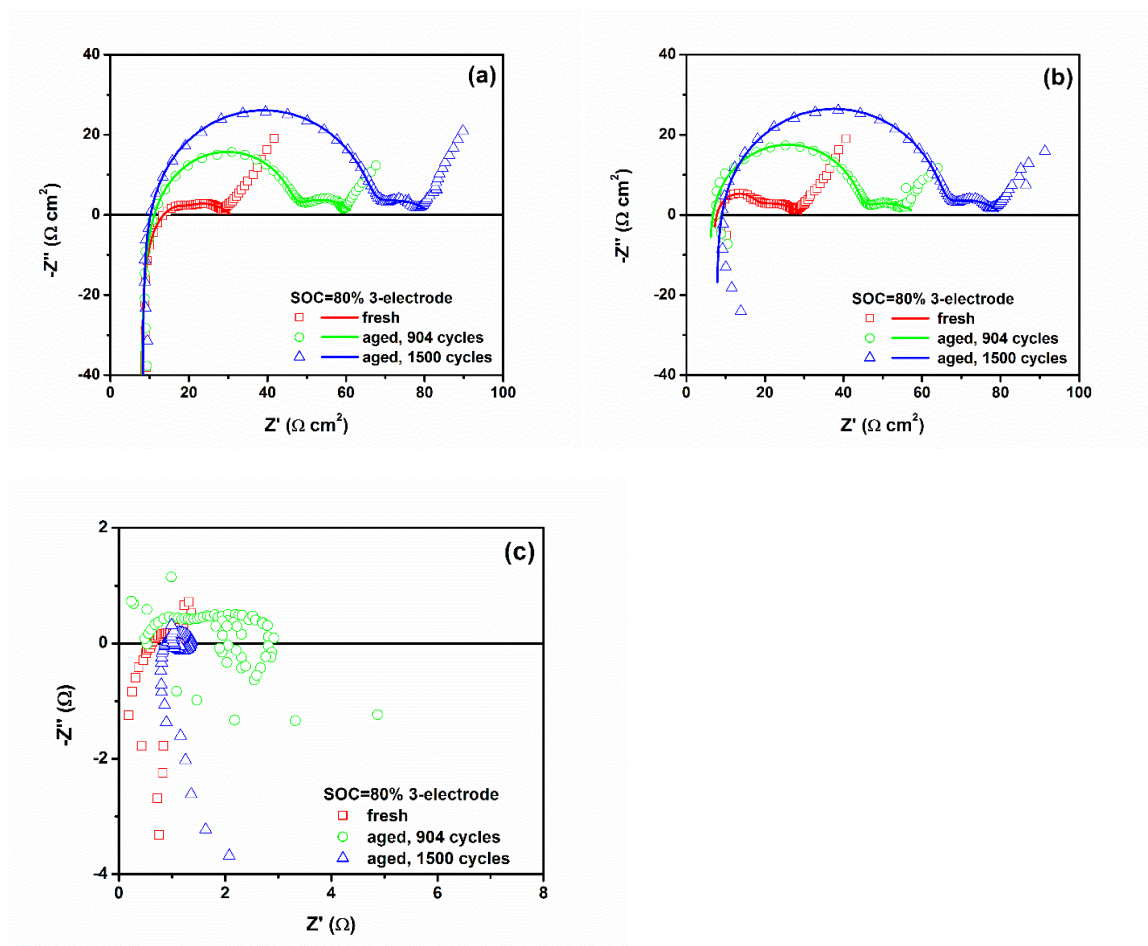 (a)
40
20
0
-20
-40
-Z'' (Ω cm²)
SOC=80% 3-electrode
fresh
aged, 904 cycles
aged, 1500 cycles
0 20 40 60 80 100
Z' (Ω cm²)
(b)
40
20
0
-20
-40
-Z'' (Ω cm²)
SOC=80% 3-electrode
fresh
aged, 904 cycles
aged, 1500 cycles
0 20 40 60 80 100
Z' (Ω cm²)
(c)
2
0
-2
-4
-Z'' (Ω)
SOC=80% 3-electrode
fresh
aged, 904 cycles
aged, 1500 cycles
0 2 4 6 8
Z' (Ω)